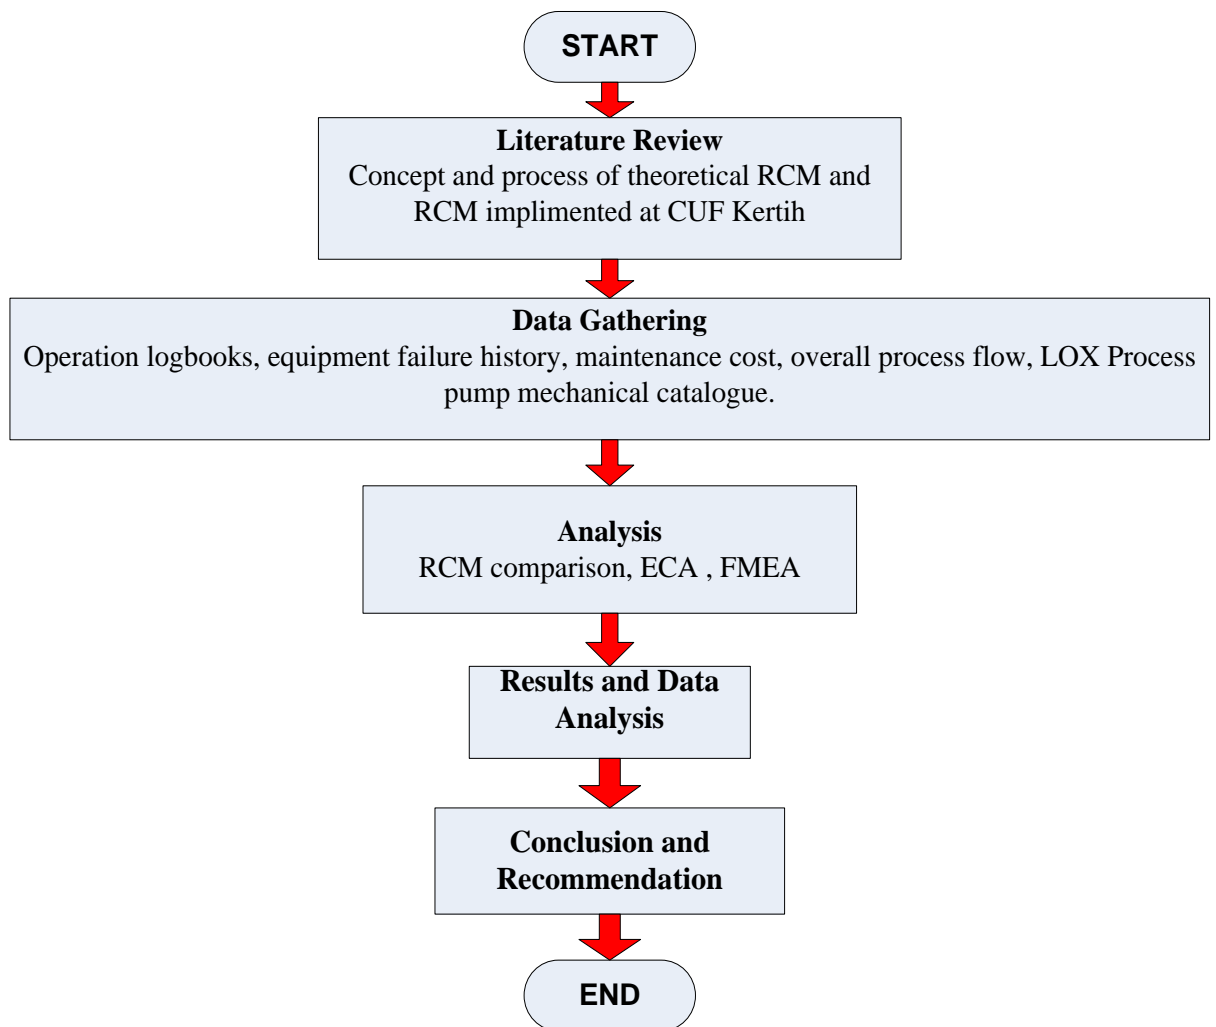 START
Literature Review
Concept and process of theoretical RCM and
RCM implimented at CUF Kertih
Data Gathering
Operation logbooks, equipment failure history, maintenance cost, overall process flow, LOX Process
pump mechanical catalogue.
Analysis
RCM comparison, ECA , FMEA
Results and Data
Analysis
Conclusion and
Recommendation
END